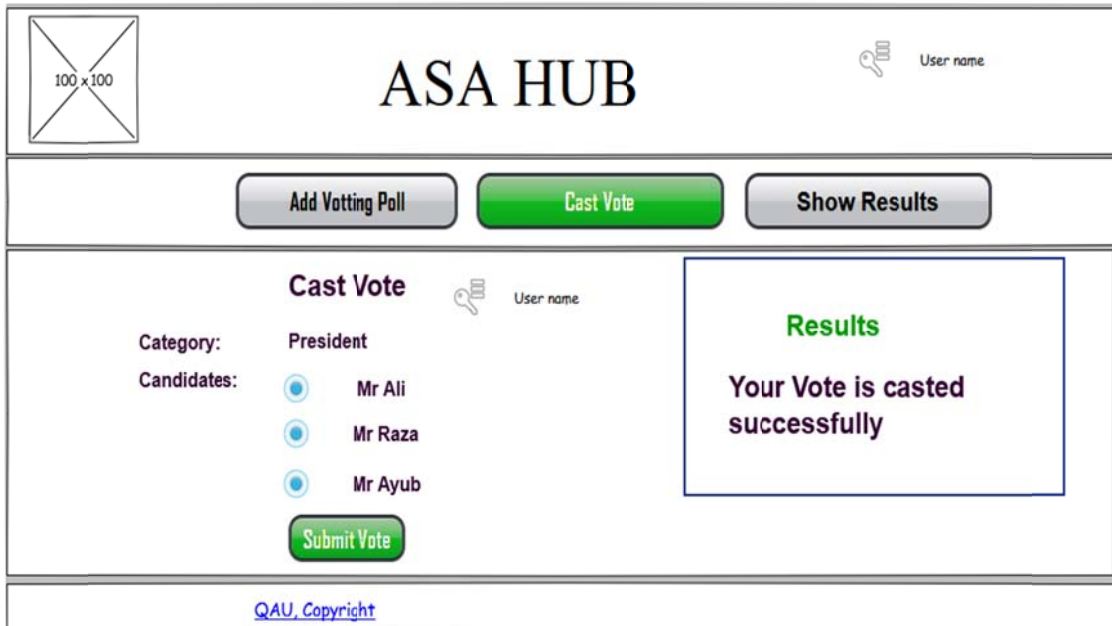 100 x 100
ASA HUB
User name
Add Votting Poll
Cast Vote
Show Results
Cast Vote
User name
Category: President
Candidates:
Mr Ali
Mr Raza
Mr Ayub
Submit Vote
Results
Your Vote is casted
successfully
QAU, Copyright